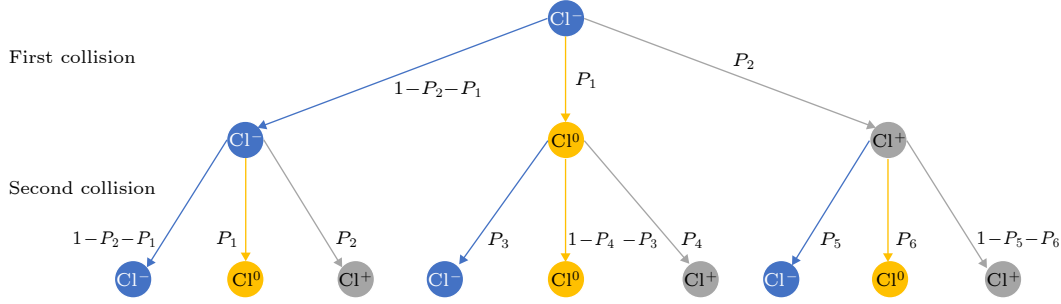 Cl⁻
First collision
P₂
P₁
1−P₂−P₁
Cl⁻ Cl⁰ Cl⁺
Second collision
1−P₂−P₁ P₁ P₂ P₃ 1−P₄ −P₃ P₄ P₅ P₆ 1−P₅−P₆
Cl⁻ Cl⁰ Cl⁺ Cl⁻ Cl⁰ Cl⁺ Cl⁻ Cl⁰ Cl⁺